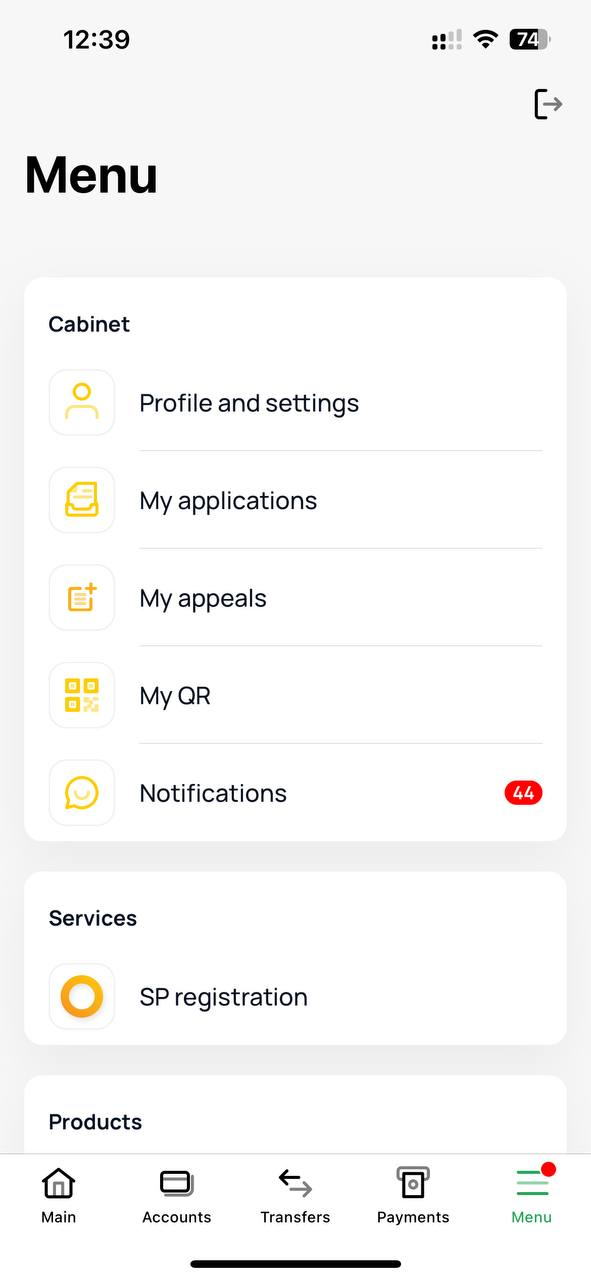 12:39
74
Menu
Cabinet
Profile and settings
My applications
My appeals
My QR
Notifications
44
Services
SP registration
Products
Main
Accounts
Transfers
Payments
Menu